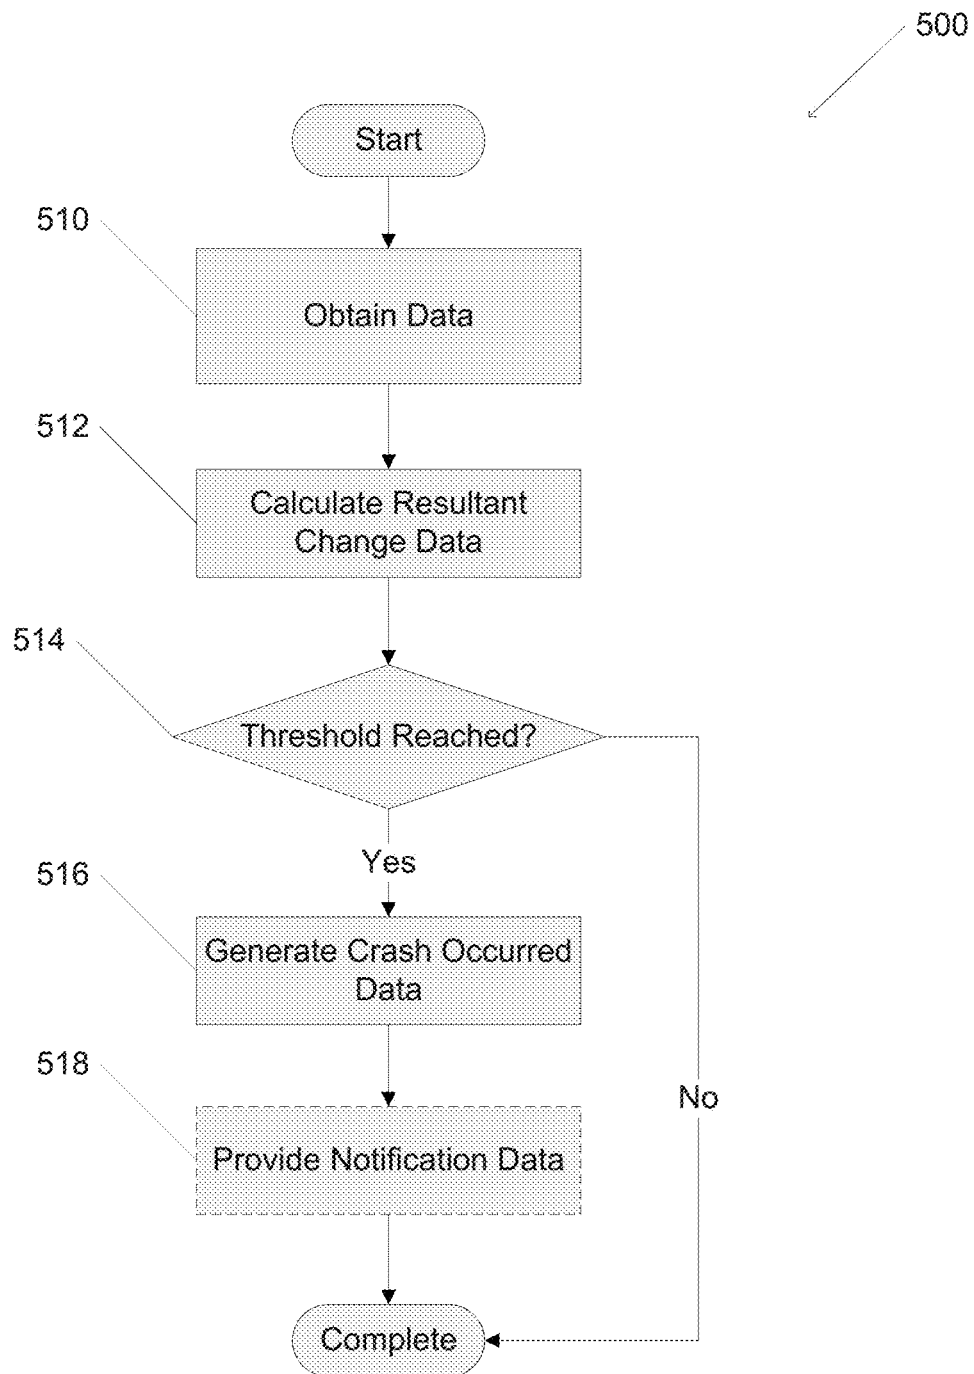 500
Start
510
Obtain Data
512
Calculate Resultant
Change Data
514
Threshold Reached?
Yes
516
Generate Crash Occurred
Data
518
No
Provide Notification Data
Complete